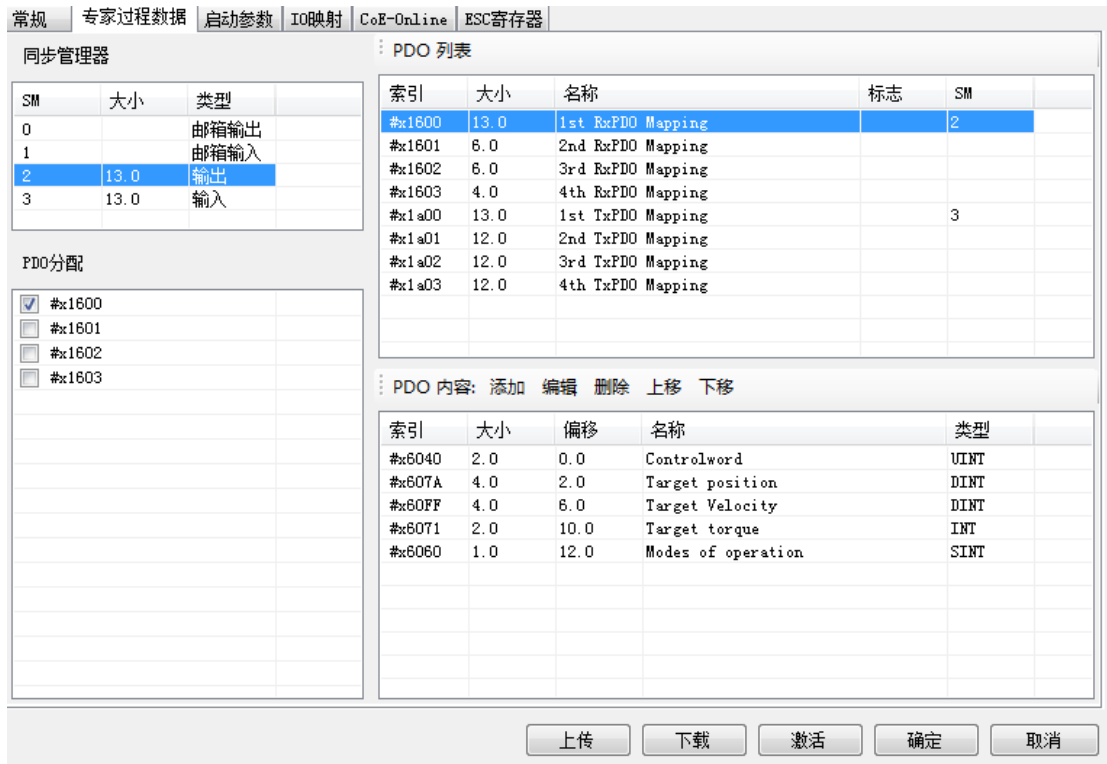 常规 专家过程数据 启动参数 IO映射 CoE-Online ESC寄存器
同步管理器
SM 大小 类型
0 邮箱输出
1 邮箱输入
2 13.0 输出
3 13.0 输入
PDO分配
#x1600
#x1601
#x1602
#x1603
PDO 列表
索引 大小 名称 标志 SM
#x1600 13.0 1st RxPDO Mapping 2
#x1601 6.0 2nd RxPDO Mapping
#x1602 6.0 3rd RxPDO Mapping
#x1603 4.0 4th RxPDO Mapping
#x1a00 13.0 1st TxPDO Mapping 3
#x1a01 12.0 2nd TxPDO Mapping
#x1a02 12.0 3rd TxPDO Mapping
#x1a03 12.0 4th TxPDO Mapping
PDO 内容: 添加 编辑 删除 上移 下移
索引 大小 偏移 名称 类型
#x6040 2.0 0.0 Controlword UINT
#x607A 4.0 2.0 Target position DINT
#x60FF 4.0 6.0 Target Velocity DINT
#x6071 2.0 10.0 Target torque INT
#x6060 1.0 12.0 Modes of operation SINT
上传 下载 激活 确定 取消